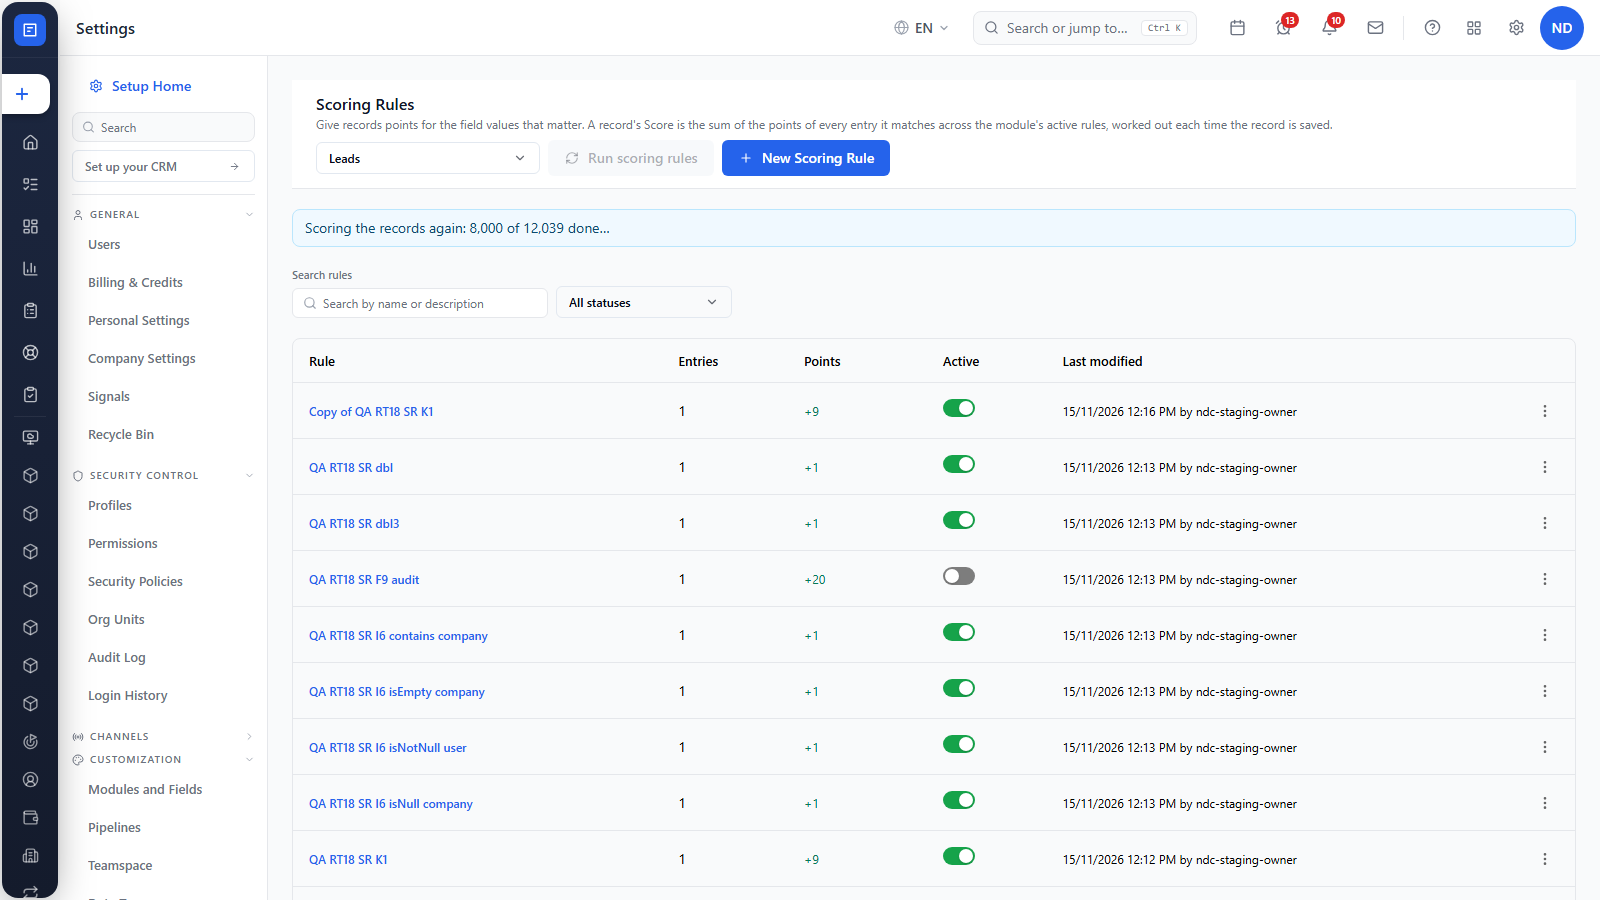 Settings
EN
Search or jump to...
Ctrl K
13
10
ND
Setup Home
Search
Set up your CRM
GENERAL
Users
Billing & Credits
Personal Settings
Company Settings
Signals
Recycle Bin
SECURITY CONTROL
Profiles
Permissions
Security Policies
Org Units
Audit Log
Login History
CHANNELS
CUSTOMIZATION
Modules and Fields
Pipelines
Teamspace
Scoring Rules
Give records points for the field values that matter. A record's Score is the sum of the points of every entry it matches across the module's active rules, worked out each time the record is saved.
Leads
Run scoring rules
New Scoring Rule
Scoring the records again: 8,000 of 12,039 done...
Search rules
Search by name or description
All statuses
Rule Entries Points Active Last modified
Copy of QA RT18 SR K1 1 +9 15/11/2026 12:16 PM by ndc-staging-owner
QA RT18 SR dbl 1 +1 15/11/2026 12:13 PM by ndc-staging-owner
QA RT18 SR dbl3 1 +1 15/11/2026 12:13 PM by ndc-staging-owner
QA RT18 SR F9 audit 1 +20 15/11/2026 12:13 PM by ndc-staging-owner
QA RT18 SR I6 contains company 1 +1 15/11/2026 12:13 PM by ndc-staging-owner
QA RT18 SR I6 isEmpty company 1 +1 15/11/2026 12:13 PM by ndc-staging-owner
QA RT18 SR I6 isNotNull user 1 +1 15/11/2026 12:13 PM by ndc-staging-owner
QA RT18 SR I6 isNull company 1 +1 15/11/2026 12:13 PM by ndc-staging-owner
QA RT18 SR K1 1 +9 15/11/2026 12:12 PM by ndc-staging-owner